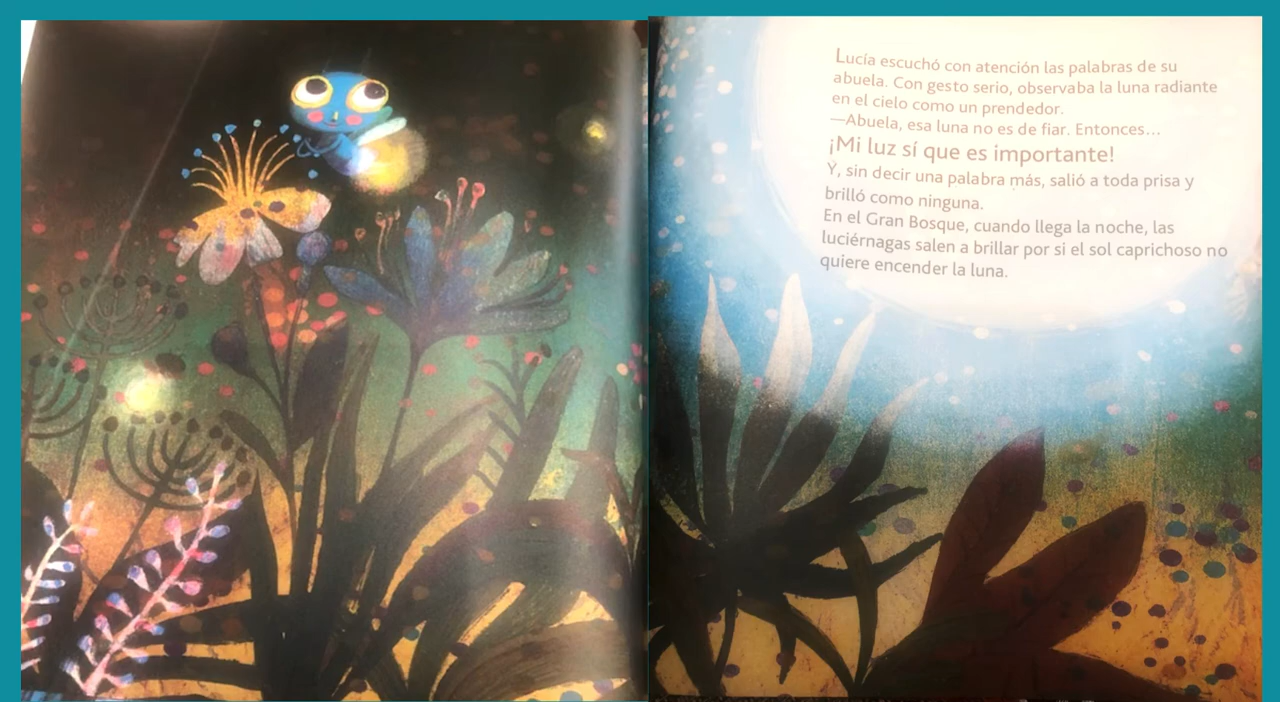 Lucía escuchó con atención las palabras de su
abuela. Con gesto serio, observaba la luna radiante
en el cielo como un prendedor.
—Abuela, esa luna no es de fiar. Entonces…
¡Mi luz sí que es importante!
Y, sin decir una palabra más, salió a toda prisa y
brilló como ninguna.
En el Gran Bosque, cuando llega la noche, las
luciérnagas salen a brillar por si el sol caprichoso no
quiere encender la luna.